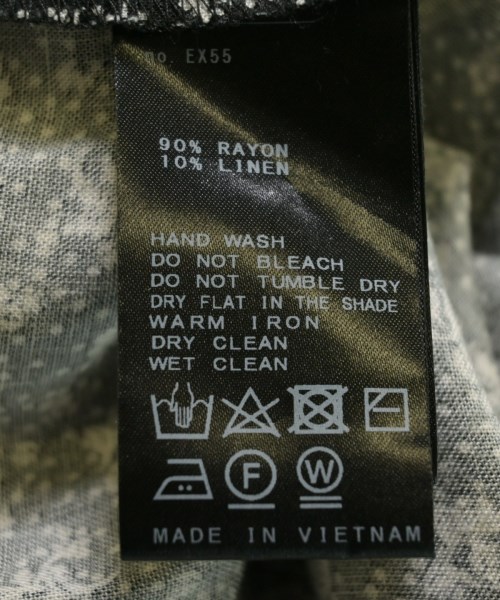 no. EX55
90% RAYON
10% LINEN
HAND WASH
DO NOT BLEACH
DO NOT TUMBLE DRY
DRY FLAT IN THE SHADE
WARM IRON
DRY CLEAN
WET CLEAN
F W
MADE IN VIETNAM